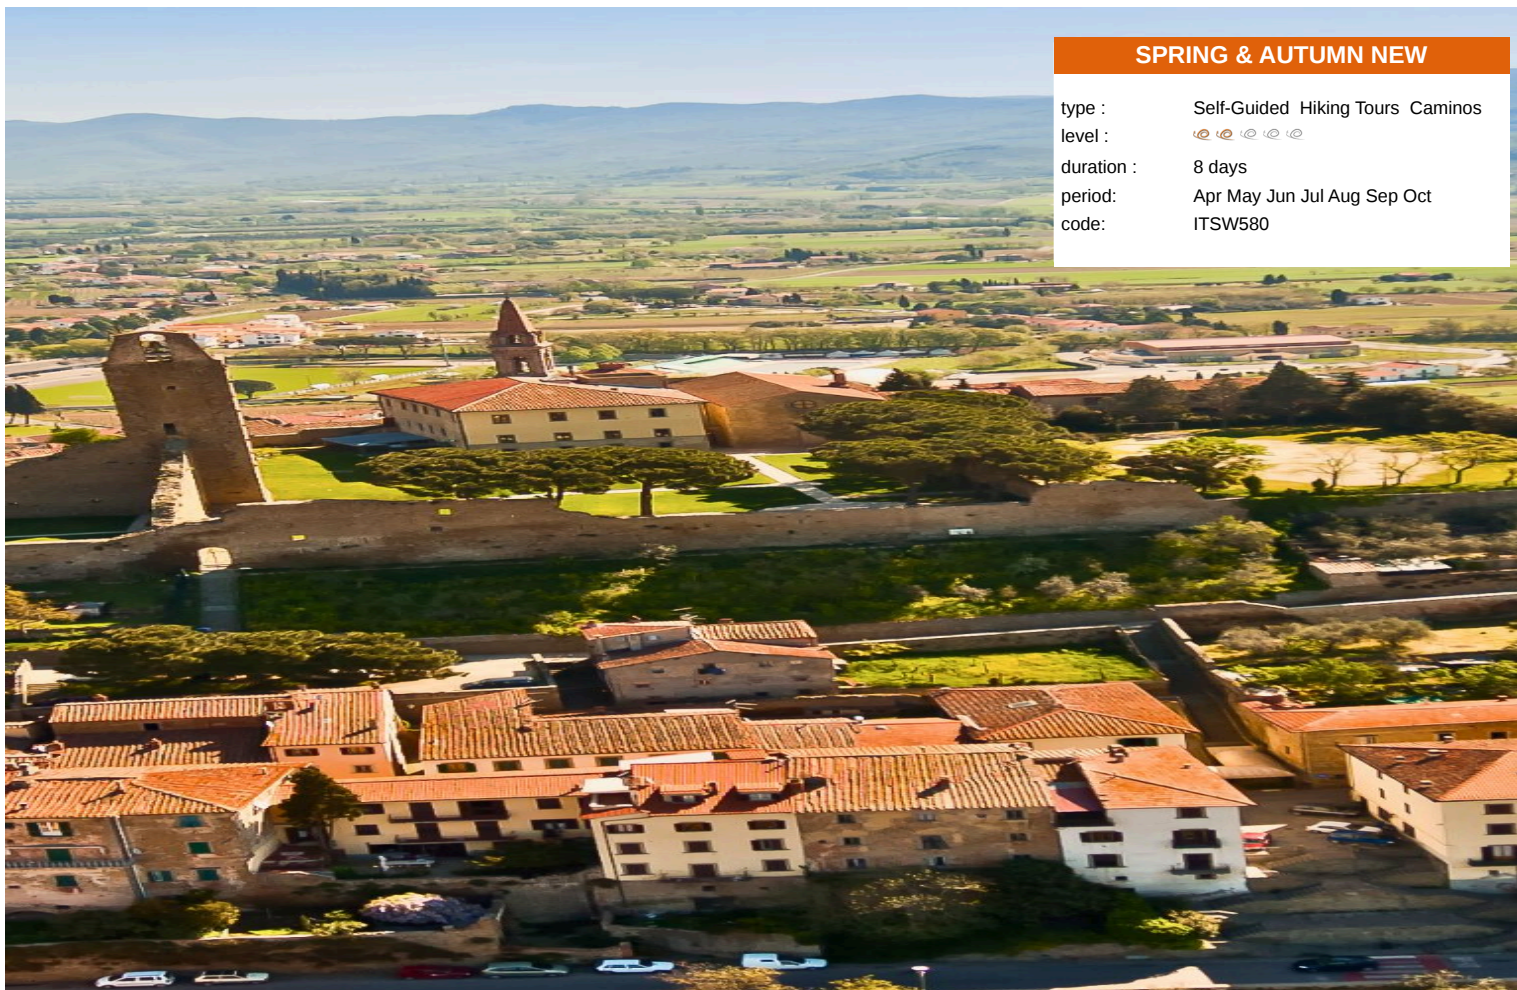 SPRING & AUTUMN NEW
type : Self-Guided Hiking Tours Caminos
level :
duration : 8 days
period: Apr May Jun Jul Aug Sep Oct
code: ITSW580